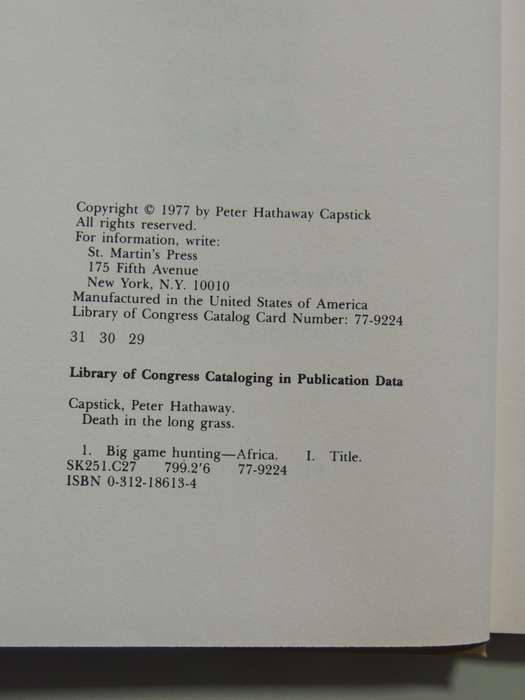 Copyright © 1977 by Peter Hathaway Capstick
All rights reserved.
For information, write:
St. Martin's Press
175 Fifth Avenue
New York, N.Y. 10010
Manufactured in the United States of America
Library of Congress Catalog Card Number: 77-9224
31 30 29
Library of Congress Cataloging in Publication Data
Capstick, Peter Hathaway.
Death in the long grass.
1. Big game hunting—Africa. I. Title.
SK251.C27 799.2'6 77-9224
ISBN 0-312-18613-4